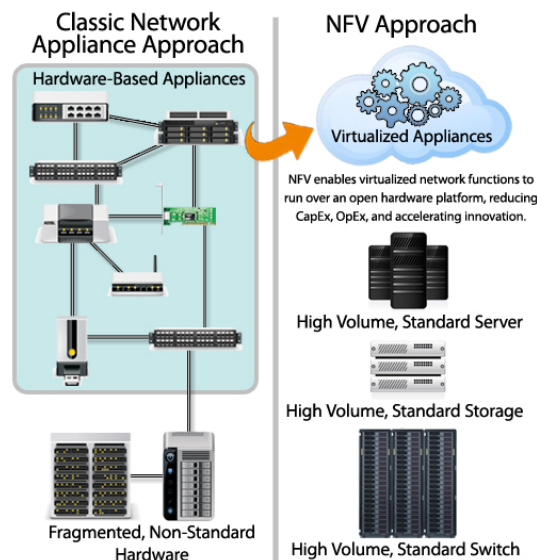 Classic Network
Appliance Approach
Hardware-Based Appliances
Fragmented, Non-Standard
Hardware
NFV Approach
Virtualized Appliances
NFV enables virtualized network functions to
run over an open hardware platform, reducing
CapEx, OpEx, and accelerating innovation.
High Volume, Standard Server
High Volume, Standard Storage
High Volume, Standard Switch